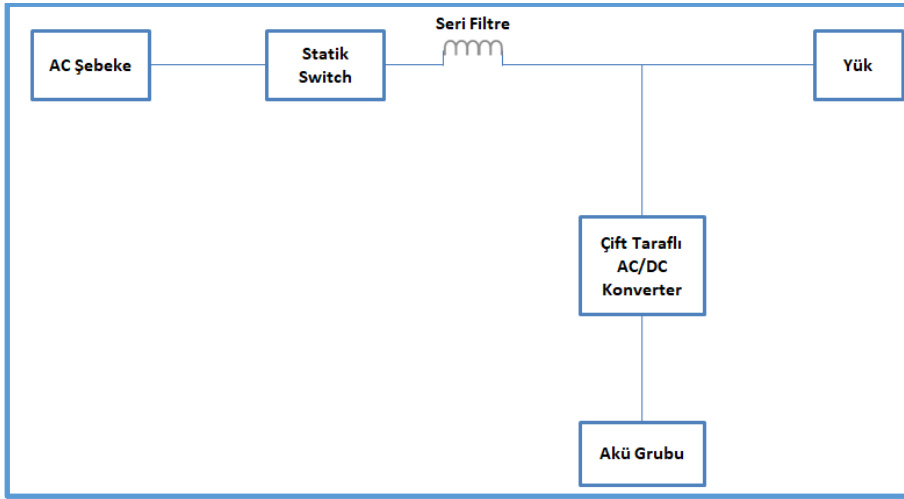 Seri Filtre
AC Şebeke
Statik
Switch
Yük
Çift Taraflı
AC/DC
Konverter
Akü Grubu